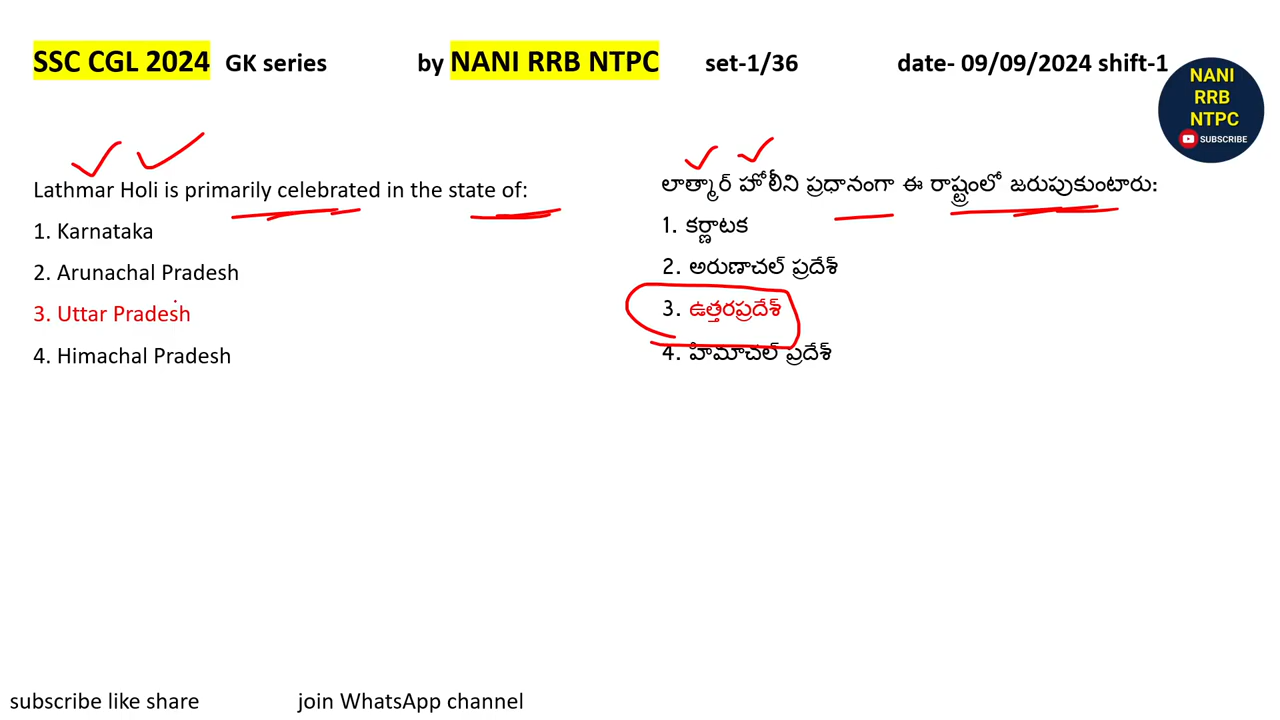 SSC CGL 2024 GK series by NANI RRB NTPC set-1/36 date- 09/09/2024 shift-1
NANI
RRB
NTPC
SUBSCRIBE
Lathmar Holi is primarily celebrated in the state of:
1. Karnataka
2. Arunachal Pradesh
3. Uttar Pradesh
4. Himachal Pradesh
లాత్మార్ హోలీని ప్రధానంగా ఈ రాష్ట్రంలో జరుపుకుంటారు:
1. కర్ణాటక
2. అరుణాచల్ ప్రదేశ్
3. ఉత్తరప్రదేశ్
4. హిమాచల్ ప్రదేశ్
subscribe like share join WhatsApp channel